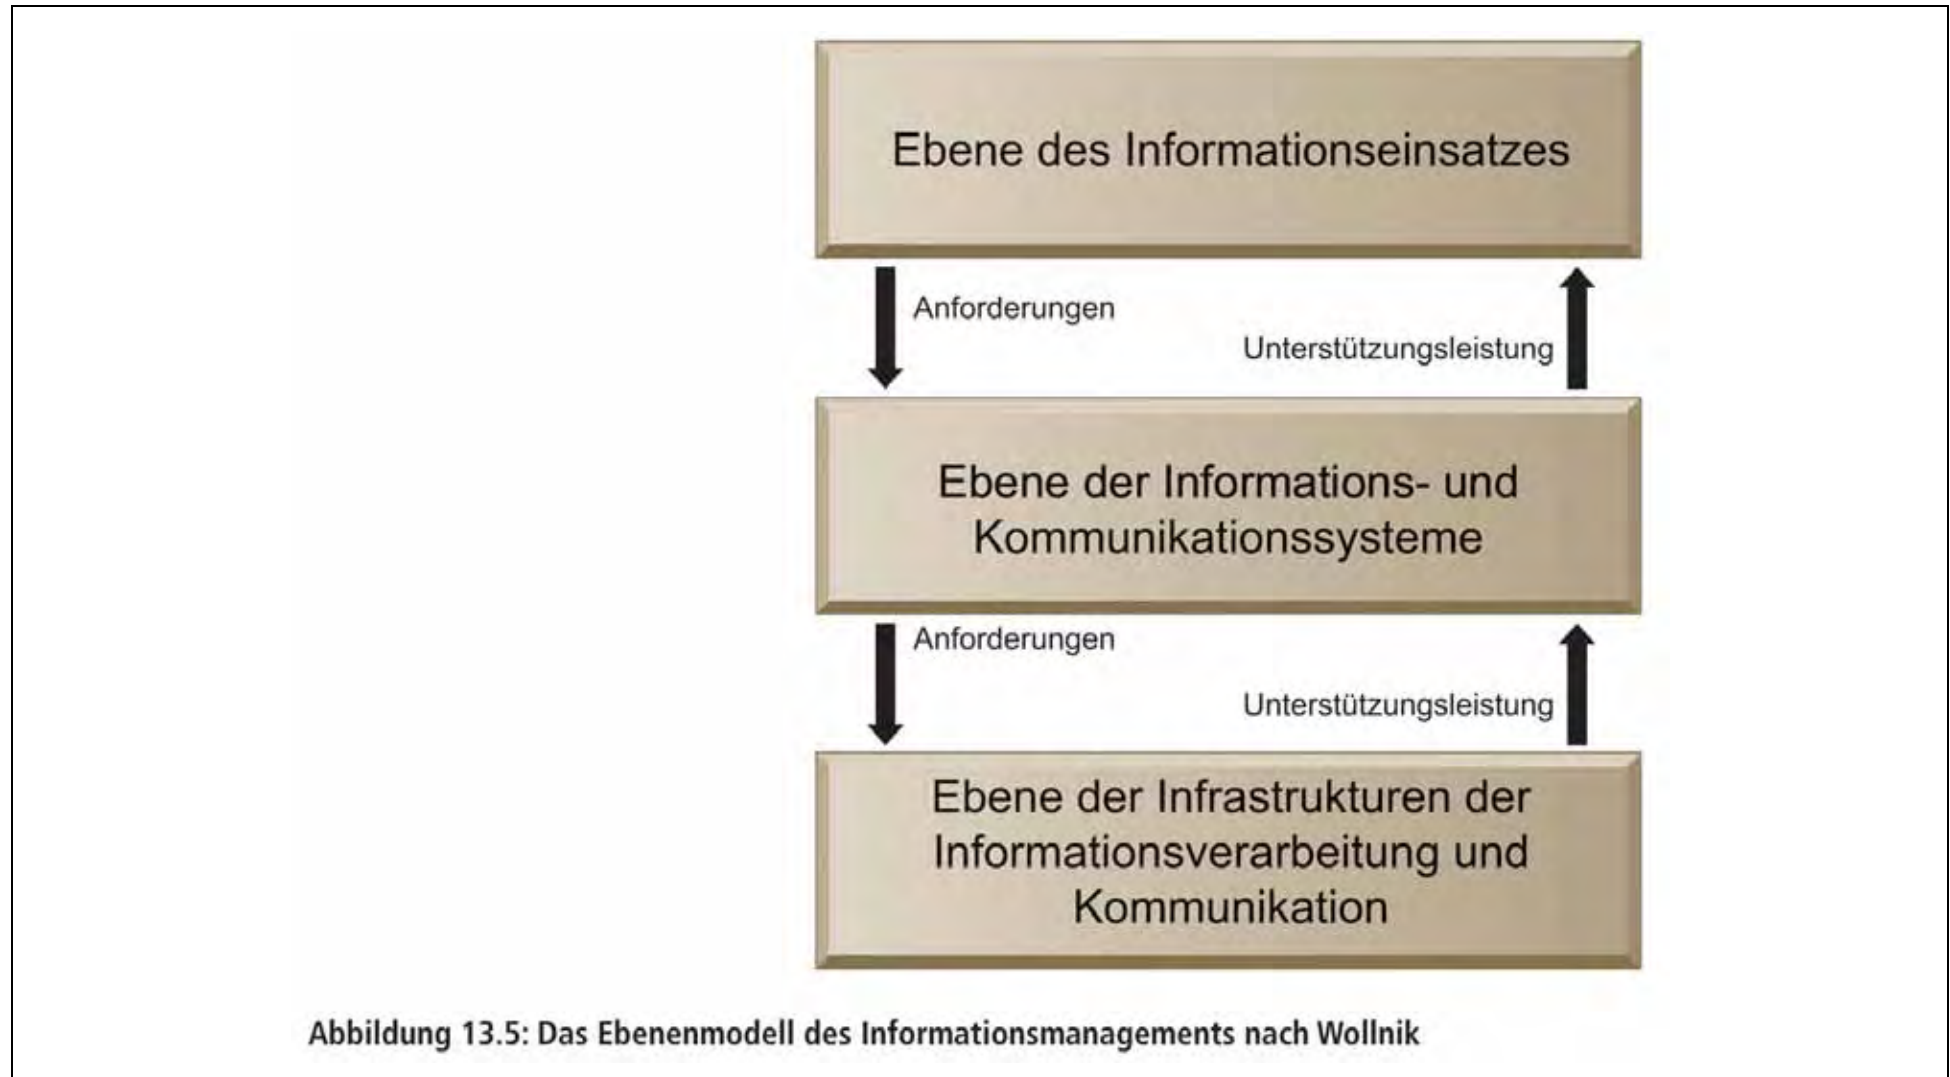 Ebene des Informationseinsatzes
Anforderungen
Unterstützungsleistung
Ebene der Informations- und
Kommunikationssysteme
Anforderungen
Unterstützungsleistung
Ebene der Infrastrukturen der
Informationsverarbeitung und
Kommunikation
Abbildung 13.5: Das Ebenenmodell des Informationsmanagements nach Wollnik